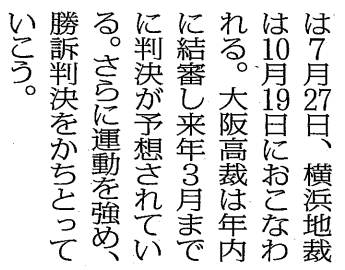 は7月27日、横浜地裁
は10月19日におこなわ
れる。大阪高裁は年内
に結審し来年3月まで
に判決が予想されてい
る。さらに運動を強め、
勝訴判決をかちとって
いこう。